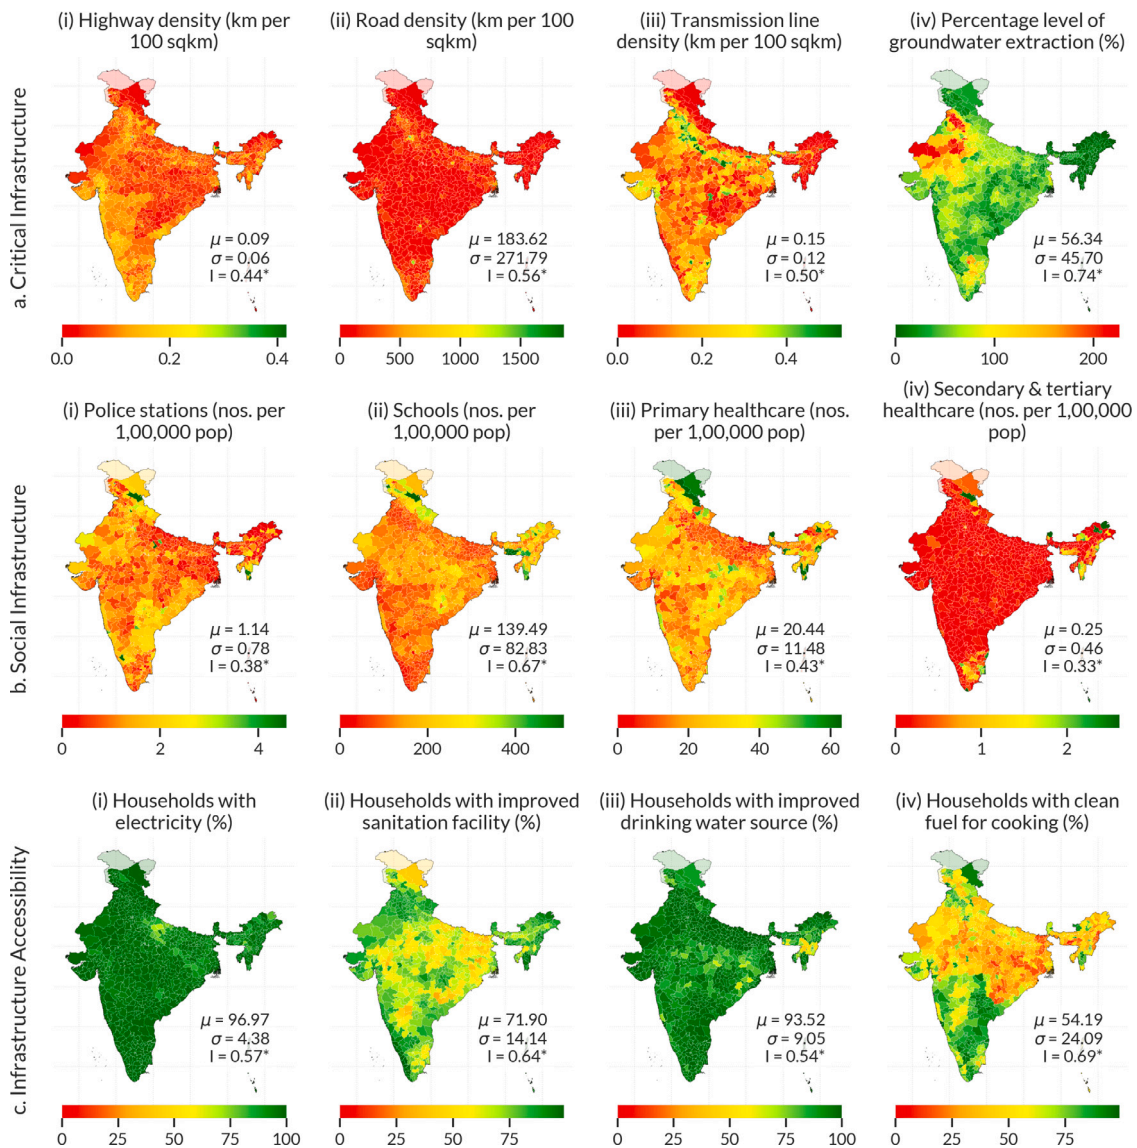 (i) Highway density (km per
100 sqkm)
(ii) Road density (km per 100
sqkm)
(iii) Transmission line
density (km per 100 sqkm)
(iv) Percentage level of
groundwater extraction (%)
a. Critical Infrastructure
μ = 0.09
σ = 0.06
I = 0.44*
μ = 183.62
σ = 271.79
I = 0.56*
μ = 0.15
σ = 0.12
I = 0.50*
μ = 56.34
σ = 45.70
I = 0.74*
0.0 0.2 0.4
0 500 1000 1500
0.0 0.2 0.4
0 100 200
(i) Police stations (nos. per
1,00,000 pop)
(ii) Schools (nos. per
1,00,000 pop)
(iii) Primary healthcare (nos.
per 1,00,000 pop)
(iv) Secondary & tertiary
healthcare (nos. per 1,00,000
pop)
b. Social Infrastructure
μ = 1.14
σ = 0.78
I = 0.38*
μ = 139.49
σ = 82.83
I = 0.67*
μ = 20.44
σ = 11.48
I = 0.43*
μ = 0.25
σ = 0.46
I = 0.33*
0 2 4
0 200 400
0 20 40 60
0 1 2
(i) Households with
electricity (%)
(ii) Households with improved
sanitation facility (%)
(iii) Households with improved
drinking water source (%)
(iv) Households with clean
fuel for cooking (%)
c. Infrastructure Accessibility
μ = 96.97
σ = 4.38
I = 0.57*
μ = 71.90
σ = 14.14
I = 0.64*
μ = 93.52
σ = 9.05
I = 0.54*
μ = 54.19
σ = 24.09
I = 0.69*
0 25 50 75 100
0 25 50 75
0 25 50 75 100
0 25 50 75